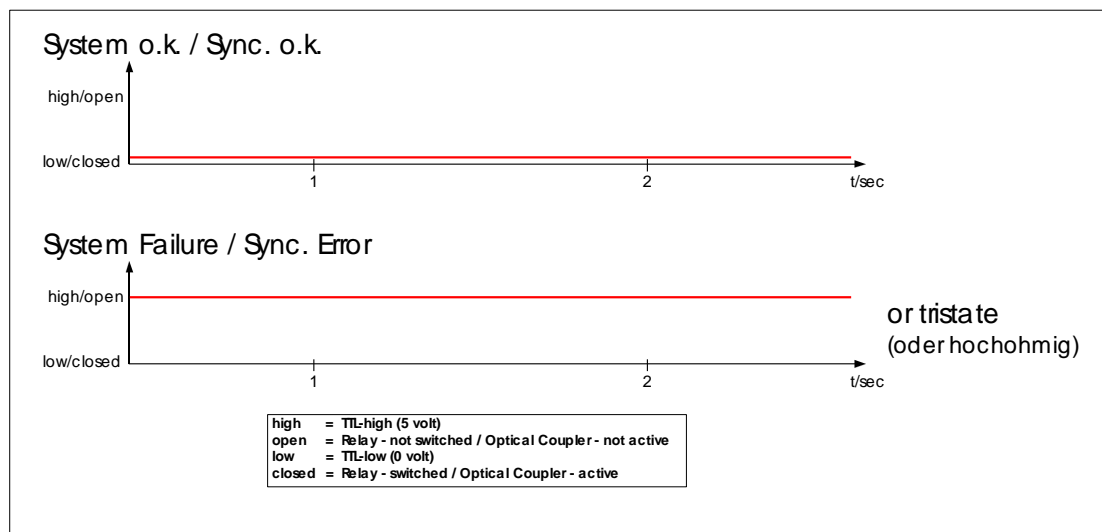 System o.k. / Sync. o.k.
high/open
low/closed
1
2
t/sec
System Failure / Sync. Error
high/open
or tristate
(oder hochohmig)
low/closed
1
2
t/sec
high = TTL-high (5 volt)
open = Relay - not switched / Optical Coupler - not active
low = TTL-low (0 volt)
closed = Relay - switched / Optical Coupler - active